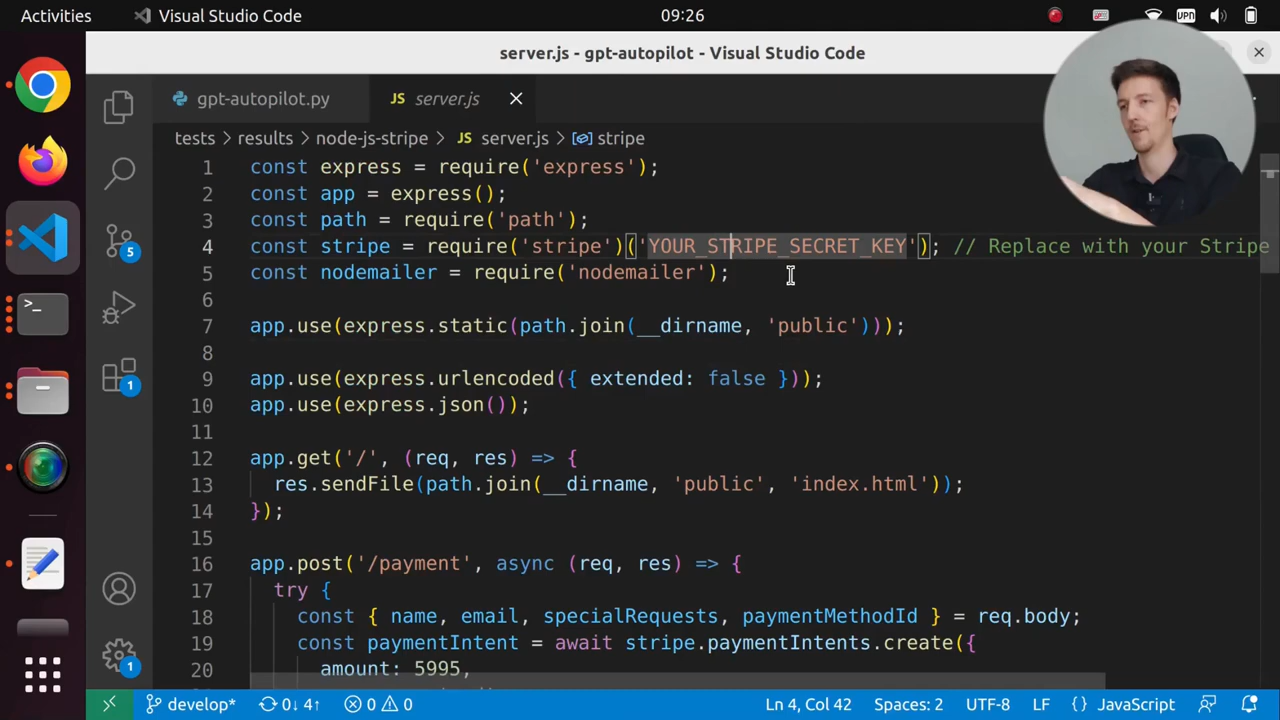 Activities
Visual Studio Code
09:26
VPN
server.js - gpt-autopilot - Visual Studio Code
gpt-autopilot.py
JS server.js
tests > results > node-js-stripe > JS server.js > stripe
1 const express = require('express');
2 const app = express();
3 const path = require('path');
4 const stripe = require('stripe')('YOUR_STRIPE_SECRET_KEY'); // Replace with your Stripe
5 const nodemailer = require('nodemailer');
6
7 app.use(express.static(path.join(__dirname, 'public')));
8
9 app.use(express.urlencoded({ extended: false }));
10 app.use(express.json());
11
12 app.get('/', (req, res) => {
13 res.sendFile(path.join(__dirname, 'public', 'index.html'));
14 });
15
16 app.post('/payment', async (req, res) => {
17 try {
18 const { name, email, specialRequests, paymentMethodId } = req.body;
19 const paymentIntent = await stripe.paymentIntents.create({
20 amount: 5995,
5
1
1
develop*
0↓ 4↑
0
0
Ln 4, Col 42
Spaces: 2
UTF-8
LF
{} JavaScript